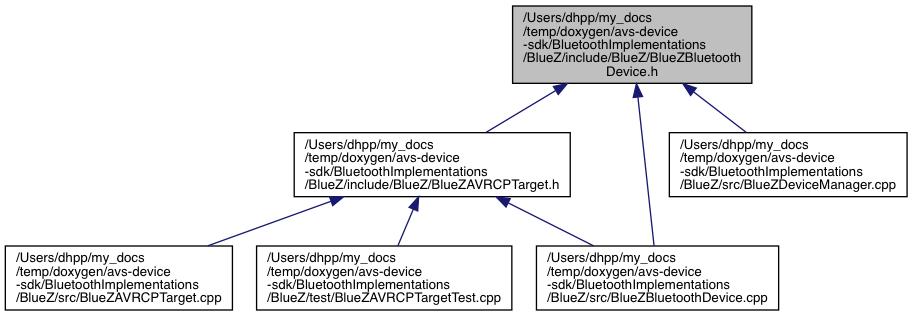 /Users/dhpp/my_docs
/temp/doxygen/avs-device
-sdk/BluetoothImplementations
/BlueZ/include/BlueZ/BlueZBluetooth
Device.h
/Users/dhpp/my_docs
/temp/doxygen/avs-device
-sdk/BluetoothImplementations
/BlueZ/include/BlueZ/BlueZAVRCPTarget.h
/Users/dhpp/my_docs
/temp/doxygen/avs-device
-sdk/BluetoothImplementations
/BlueZ/src/BlueZDeviceManager.cpp
/Users/dhpp/my_docs
/temp/doxygen/avs-device
-sdk/BluetoothImplementations
/BlueZ/src/BlueZAVRCPTarget.cpp
/Users/dhpp/my_docs
/temp/doxygen/avs-device
-sdk/BluetoothImplementations
/BlueZ/test/BlueZAVRCPTargetTest.cpp
/Users/dhpp/my_docs
/temp/doxygen/avs-device
-sdk/BluetoothImplementations
/BlueZ/src/BlueZBluetoothDevice.cpp